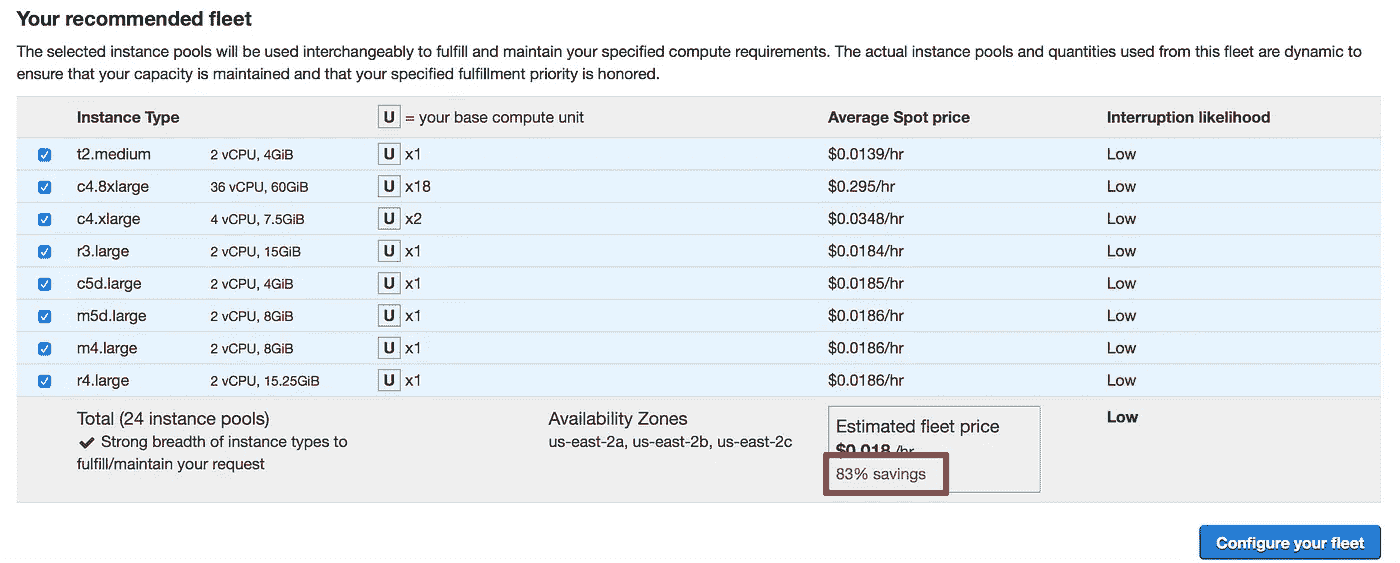 Your recommended fleet
The selected instance pools will be used interchangeably to fulfill and maintain your specified compute requirements. The actual instance pools and quantities used from this fleet are dynamic to
ensure that your capacity is maintained and that your specified fulfillment priority is honored.
Instance Type U = your base compute unit Average Spot price Interruption likelihood
t2.medium 2 vCPU, 4GiB U x1 $0.0139/hr Low
c4.8xlarge 36 vCPU, 60GiB U x18 $0.295/hr Low
c4.xlarge 4 vCPU, 7.5GiB U x2 $0.0348/hr Low
r3.large 2 vCPU, 15GiB U x1 $0.0184/hr Low
c5d.large 2 vCPU, 4GiB U x1 $0.0185/hr Low
m5d.large 2 vCPU, 8GiB U x1 $0.0186/hr Low
m4.large 2 vCPU, 8GiB U x1 $0.0186/hr Low
r4.large 2 vCPU, 15.25GiB U x1 $0.0186/hr Low
Total (24 instance pools) Availability Zones Estimated fleet price Low
Strong breadth of instance types to us-east-2a, us-east-2b, us-east-2c $0.018 /hr
fulfill/maintain your request 83% savings
Configure your fleet